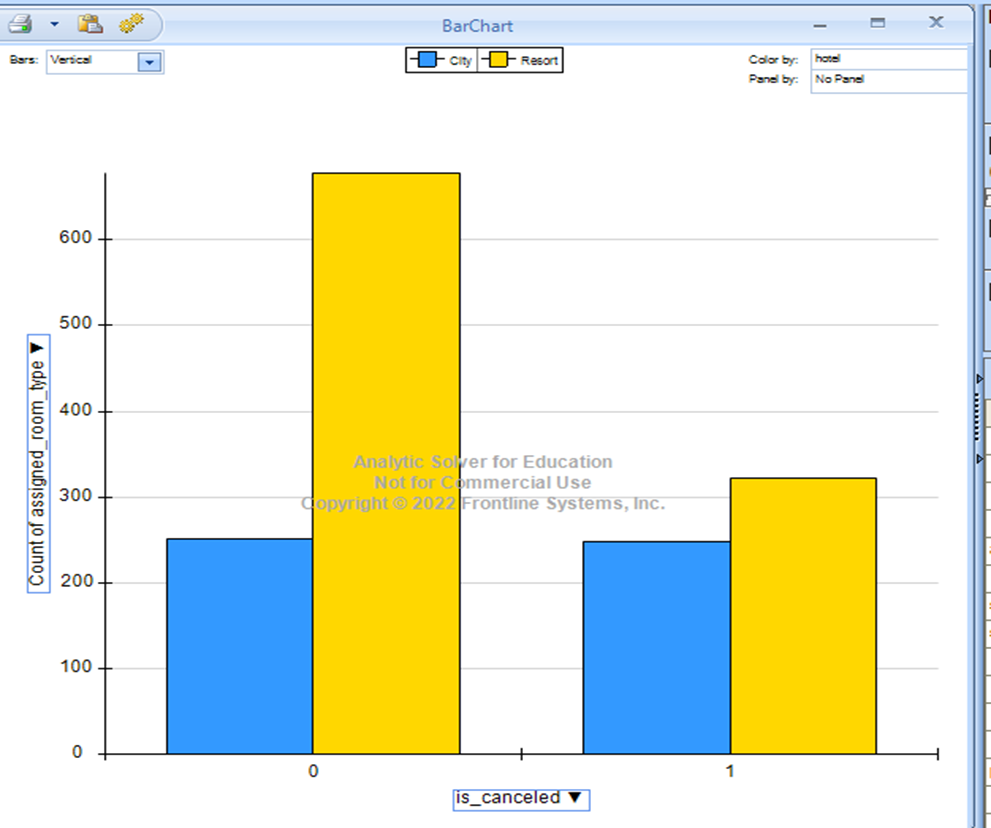 BarChart
Bars: Vertical
City Resort
Color by: hotel
Panel by: No Panel
Count of assigned_room_type ▼
600
500
400
300
200
100
0
Analytic Solver for Education
Not for Commercial Use
Copyright © 2022 Frontline Systems, Inc.
0 1
is_canceled ▼